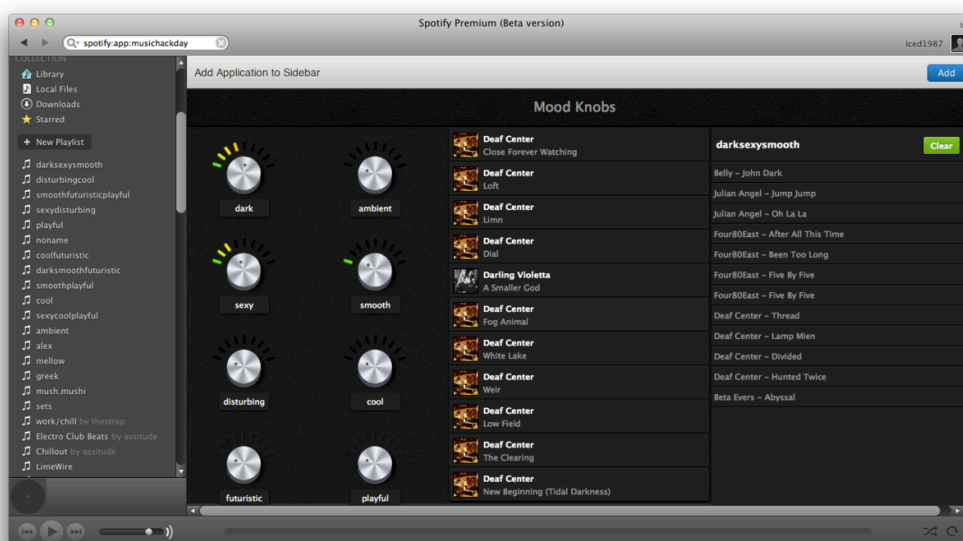 Spotify Premium (Beta version)
spotify:app:musichackday
iced1987
COLLECTION
Library
Local Files
Downloads
Starred
+ New Playlist
darksexysmooth
disturbingcool
smoothfuturisticplayful
sexydisturbing
playful
noname
coolfuturistic
darksmoothfuturistic
smoothplayful
cool
sexycoolplayful
ambient
alex
mellow
greek
mush.mushi
sets
work/chill by thestrap
Electro Club Beats by assitude
Chillout by assitude
LimeWire
Add Application to Sidebar
Add
Mood Knobs
dark
ambient
sexy
smooth
disturbing
cool
futuristic
playful
Deaf Center
Close Forever Watching
Deaf Center
Loft
Deaf Center
Limn
Deaf Center
Dial
Darling Violetta
A Smaller God
Deaf Center
Fog Animal
Deaf Center
White Lake
Deaf Center
Weir
Deaf Center
Low Field
Deaf Center
The Clearing
Deaf Center
New Beginning (Tidal Darkness)
darksexysmooth
Clear
Belly – John Dark
Julian Angel – Jump Jump
Julian Angel – Oh La La
Four80East – After All This Time
Four80East – Been Too Long
Four80East – Five By Five
Four80East – Five By Five
Deaf Center – Thread
Deaf Center – Lamp Mien
Deaf Center – Divided
Deaf Center – Hunted Twice
Beta Evers – Abyssal